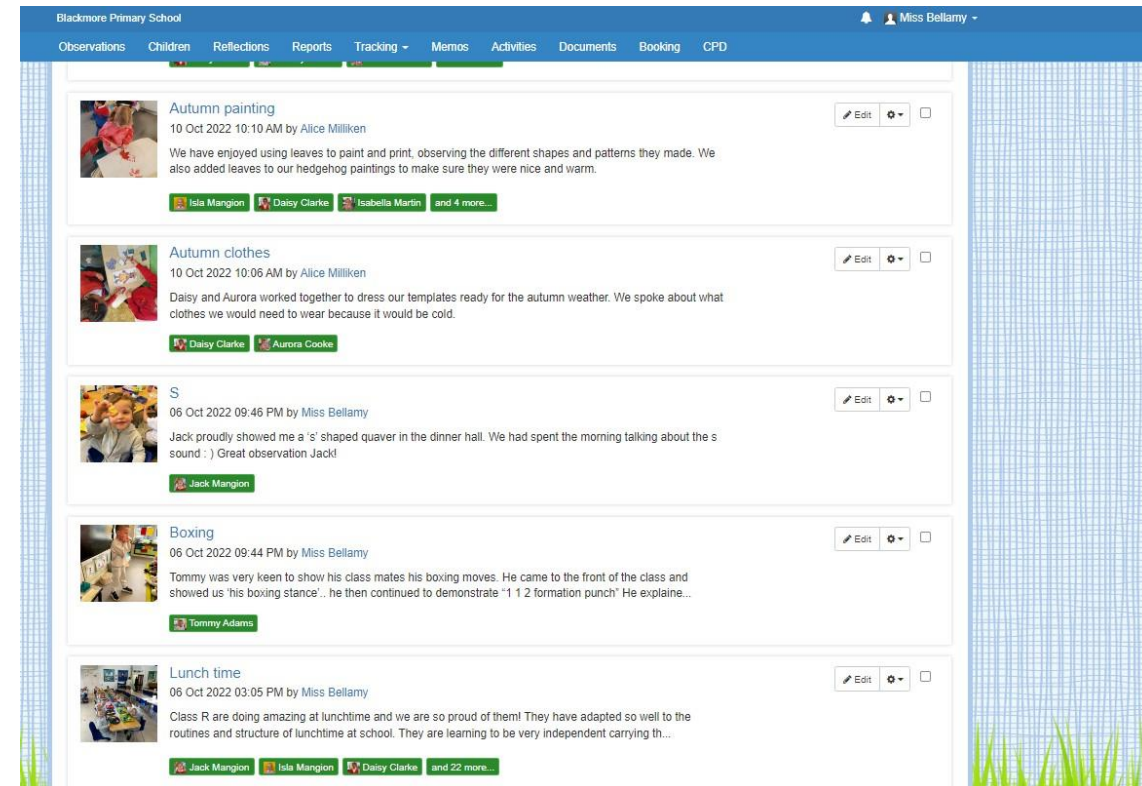 Blackmore Primary School
Miss Bellamy
Observations Children Reflections Reports Tracking Memos Activities Documents Booking CPD
Autumn painting
Edit
10 Oct 2022 10:10 AM by Alice Milliken
We have enjoyed using leaves to paint and print, observing the different shapes and patterns they made. We
also added leaves to our hedgehog paintings to make sure they were nice and warm.
Isla Mangion Daisy Clarke Isabella Martin and 4 more...
Autumn clothes
Edit
10 Oct 2022 10:06 AM by Alice Milliken
Daisy and Aurora worked together to dress our templates ready for the autumn weather. We spoke about what
clothes we would need to wear because it would be cold.
Daisy Clarke Aurora Cooke
S
Edit
06 Oct 2022 09:46 PM by Miss Bellamy
Jack proudly showed me a 's' shaped quaver in the dinner hall. We had spent the morning talking about the s
sound : ) Great observation Jack!
Jack Mangion
Boxing
Edit
06 Oct 2022 09:44 PM by Miss Bellamy
Tommy was very keen to show his class mates his boxing moves. He came to the front of the class and
showed us 'his boxing stance'.. he then continued to demonstrate “1 1 2 formation punch” He explaine...
Tommy Adams
Lunch time
Edit
06 Oct 2022 03:05 PM by Miss Bellamy
Class R are doing amazing at lunchtime and we are so proud of them! They have adapted so well to the
routines and structure of lunchtime at school. They are learning to be very independent carrying th...
Jack Mangion Isla Mangion Daisy Clarke and 22 more...